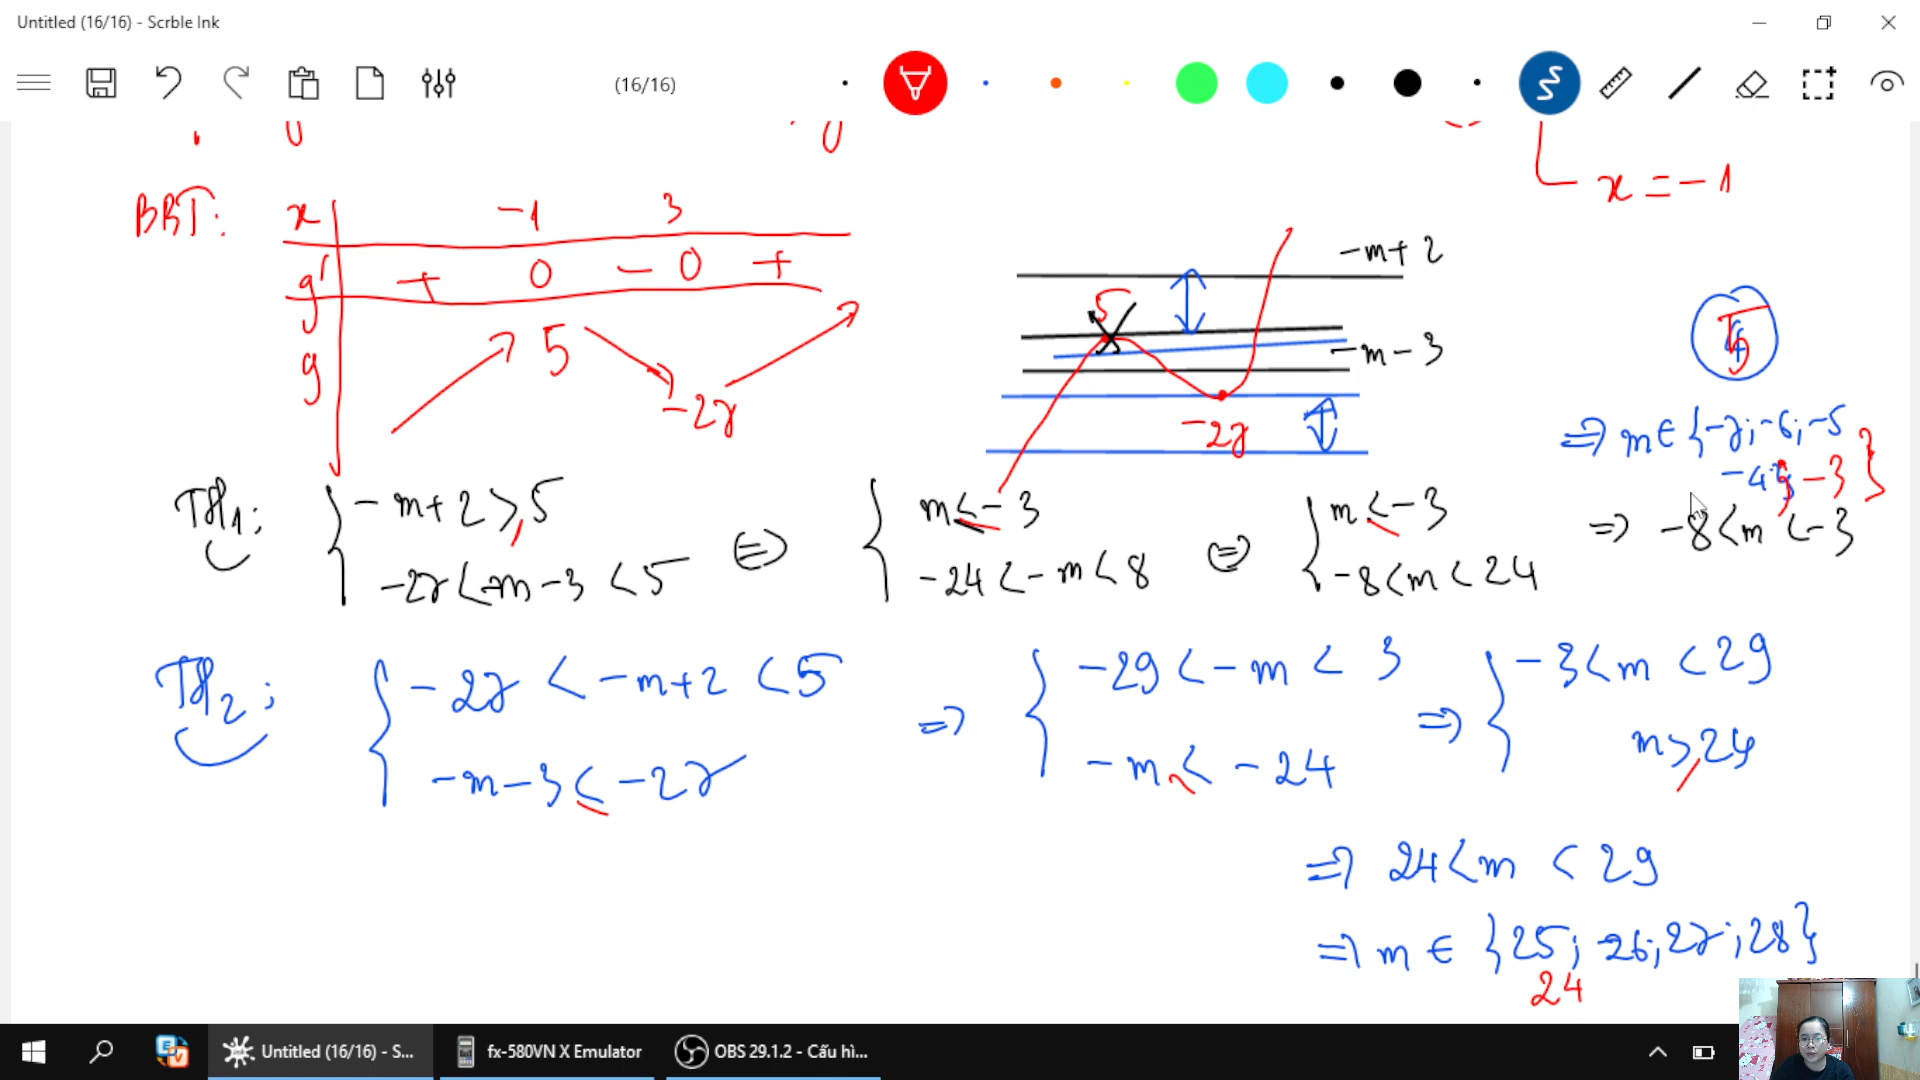 Untitled (16/16) - Scrble Ink
(16/16)
x = -1
BBT:
x -1 3
g' + 0 - 0 +
g 5 -27
-m+2
5
-m-3
-27
5
=> m ∈ {-7; -6; -5
-4; -3}
TH1: { -m+2 ≥ 5 <=> { m ≤ -3 <=> { m ≤ -3 => -8 < m < -3
-27 < -m-3 < 5 -24 < -m < 8 -8 < m < 24
TH2: { -27 < -m+2 < 5 => { -29 < -m < 3 => { -3 < m < 29
-m-3 ≤ -27 -m ≤ -24 m ≥ 24
=> 24 < m < 29
=> m ∈ {25; 26; 27; 28}
24
Untitled (16/16) - S...
fx-580VN X Emulator
OBS 29.1.2 - Cấu hì...